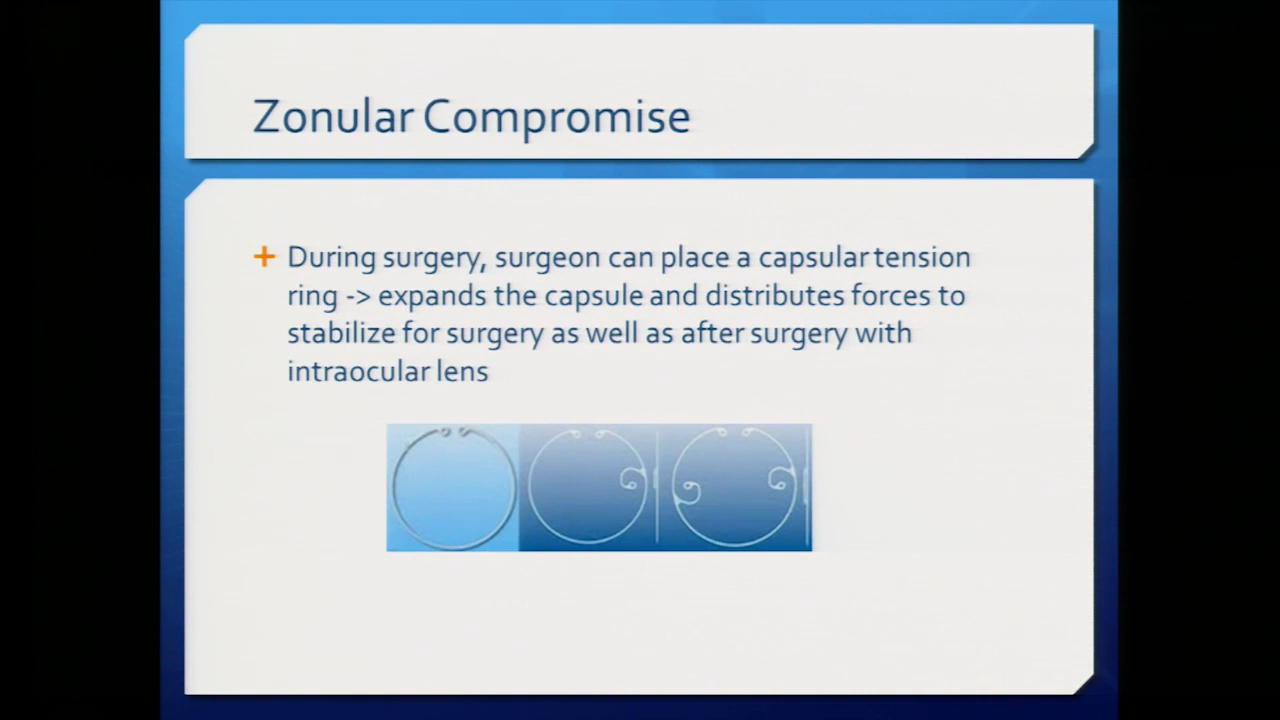 Zonular Compromise
+ During surgery, surgeon can place a capsular tension
ring -> expands the capsule and distributes forces to
stabilize for surgery as well as after surgery with
intraocular lens